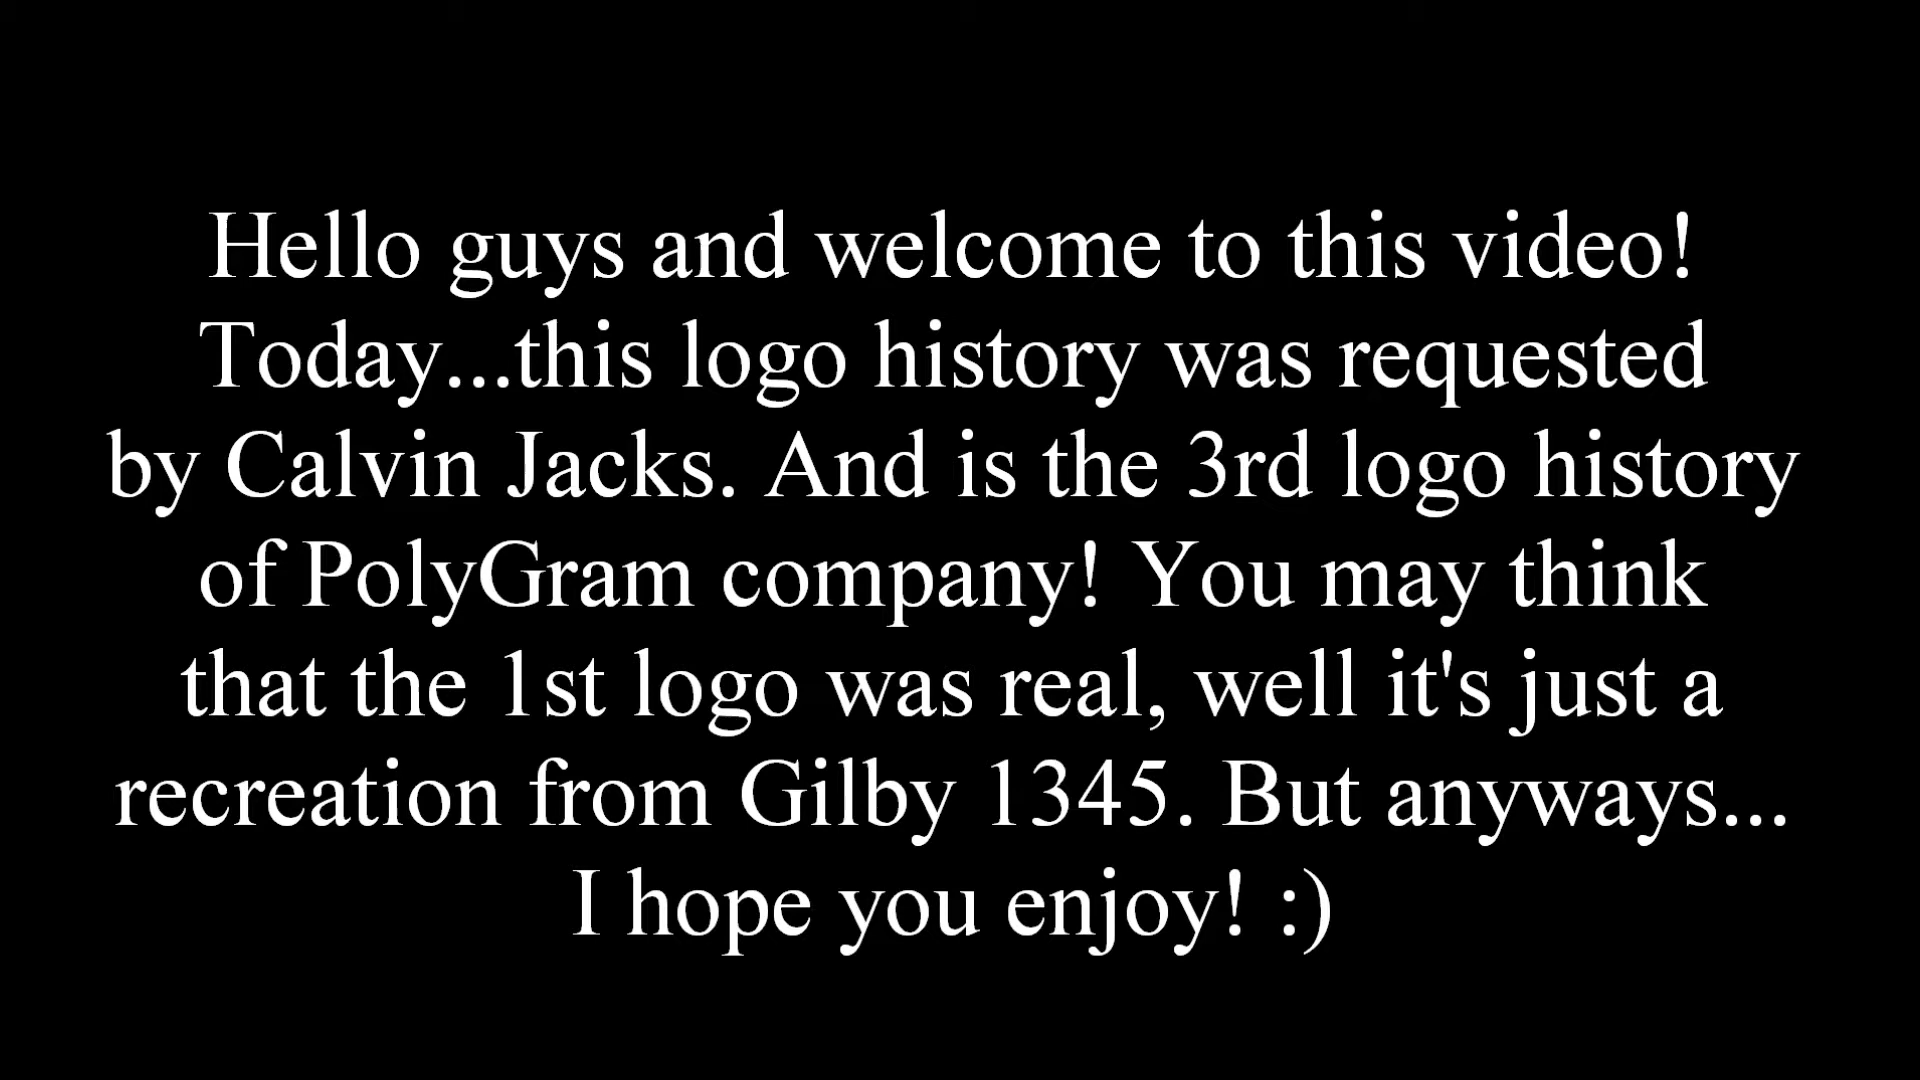 Hello guys and welcome to this video!
Today...this logo history was requested
by Calvin Jacks. And is the 3rd logo history
of PolyGram company! You may think
that the 1st logo was real, well it's just a
recreation from Gilby 1345. But anyways...
I hope you enjoy! :)